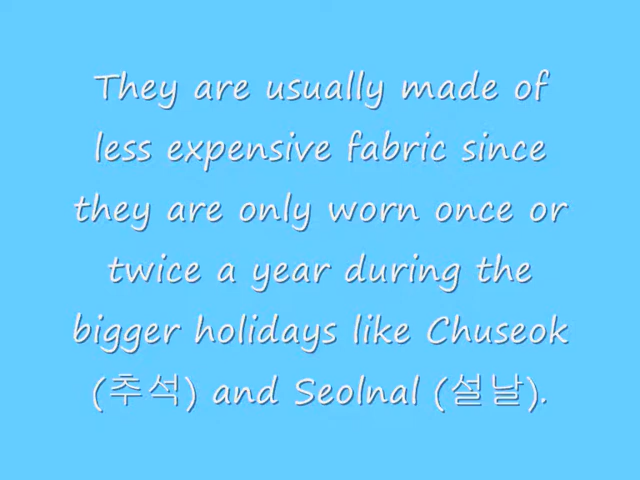 They are usually made of
less expensive fabric since
they are only worn once or
twice a year during the
bigger holidays like Chuseok
(추석) and Seolnal (설날).